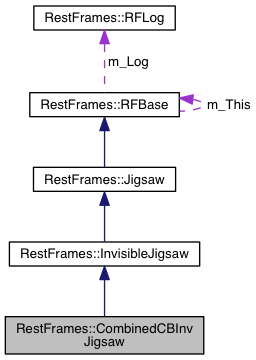 RestFrames::RFLog
m_Log
RestFrames::RFBase
m_This
RestFrames::Jigsaw
RestFrames::InvisibleJigsaw
RestFrames::CombinedCBInv
Jigsaw